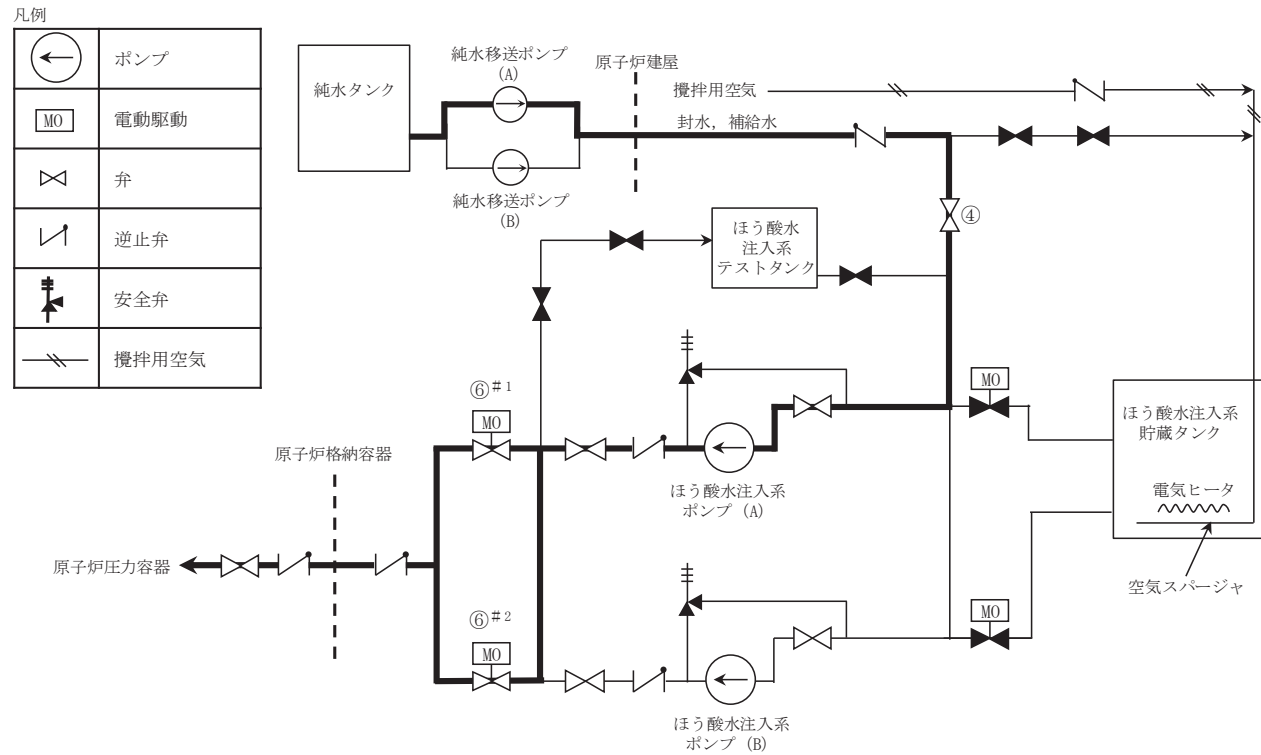 凡例
ポンプ
MO
電動駆動
弁
逆止弁
安全弁
攪拌用空気
純水タンク
純水移送ポンプ
(A)
純水移送ポンプ
(B)
原子炉建屋
攪拌用空気
封水，補給水
④
ほう酸水
注入系
テストタンク
⑥#1
MO
MO
ほう酸水注入系
貯蔵タンク
電気ヒータ
空気スパージャ
原子炉格納容器
ほう酸水注入系
ポンプ (A)
原子炉圧力容器
⑥#2
MO
MO
ほう酸水注入系
ポンプ (B)